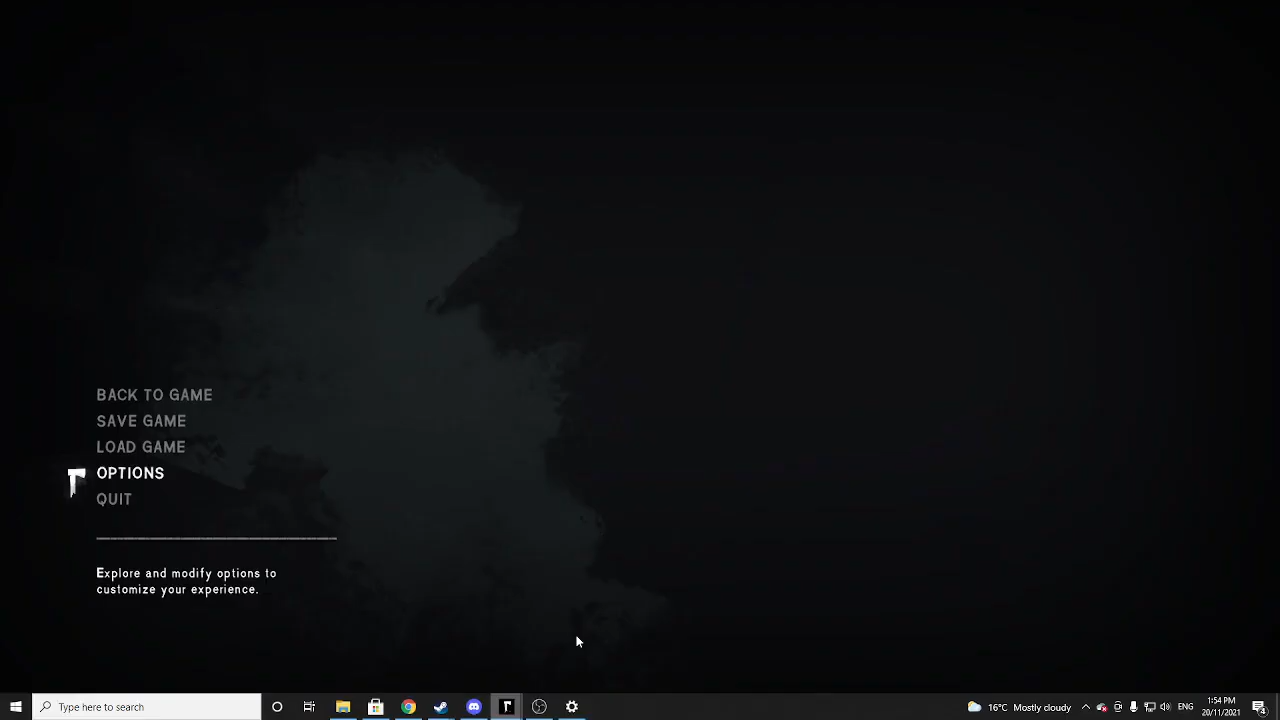 BACK TO GAME
SAVE GAME
LOAD GAME
OPTIONS
QUIT
Explore and modify options to
customize your experience.
Type here to search
16°C Mostly cloudy
ENG
1:54 PM
20/11/2021